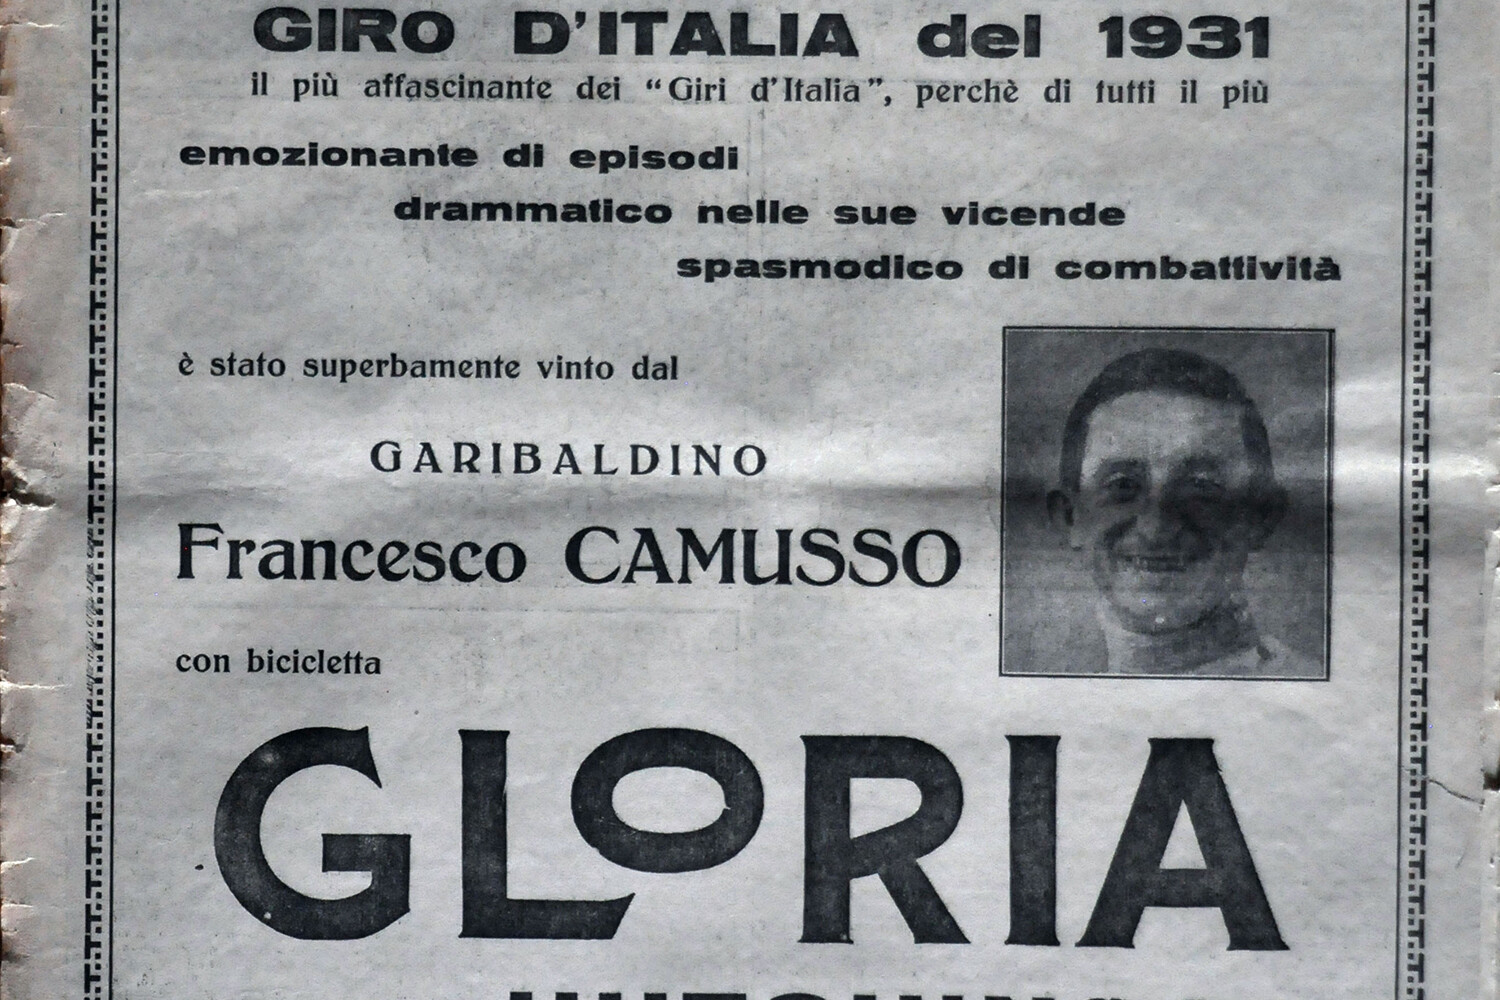 GIRO D'ITALIA del 1931
il più affascinante dei “Giri d'Italia”, perchè di tutti il più
emozionante di episodi
drammatico nelle sue vicende
spasmodico di combattività
è stato superbamente vinto dal
GARIBALDINO
Francesco CAMUSSO
con bicicletta
GLORIA